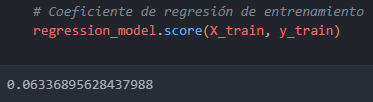 # Coeficiente de regresión de entrenamiento
regression_model.score(X_train, y_train)
0.06336895628437988